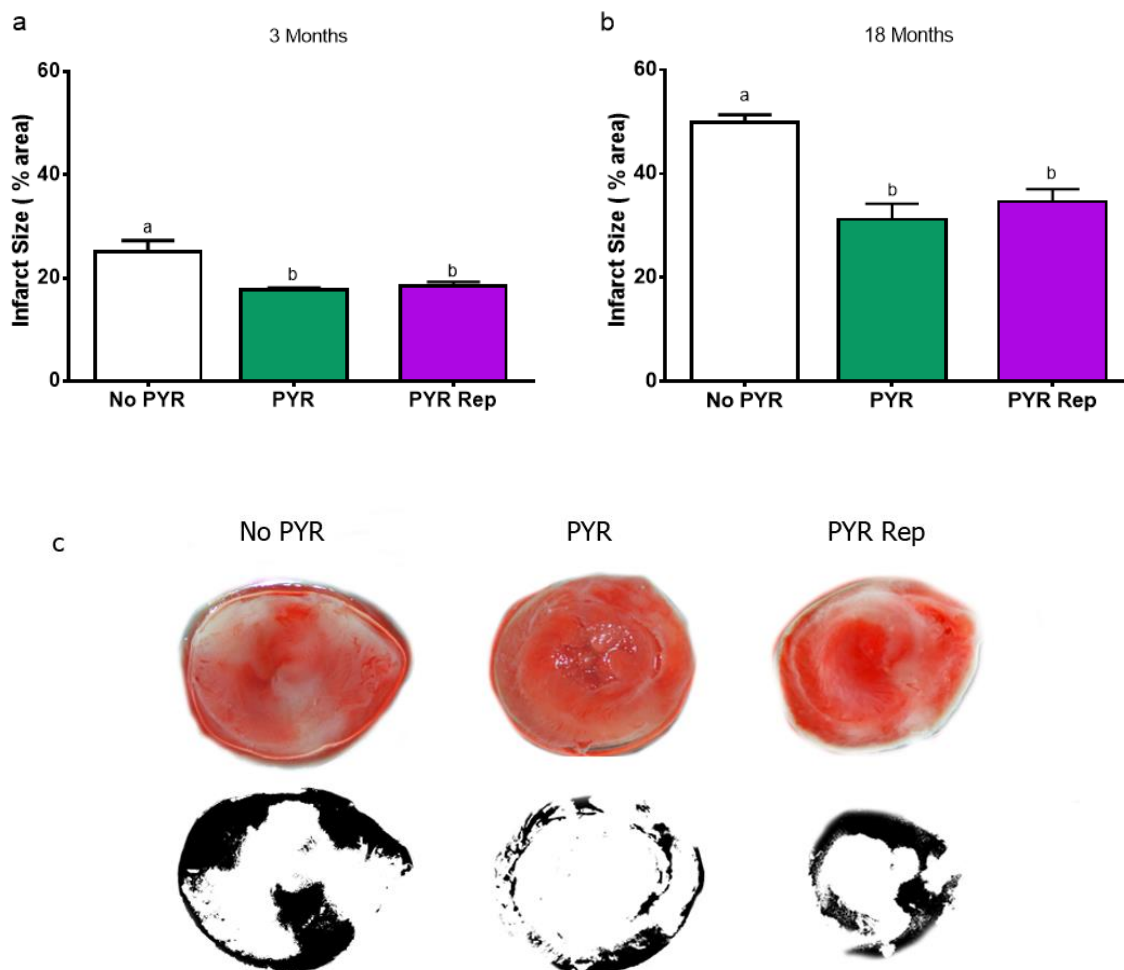 a
3 Months
Infarct Size ( % area)
60
40
20
0
a
b
b
No PYR
PYR
PYR Rep
b
18 Months
Infarct Size ( % area)
60
40
20
0
a
b
b
No PYR
PYR
PYR Rep
c
No PYR
PYR
PYR Rep